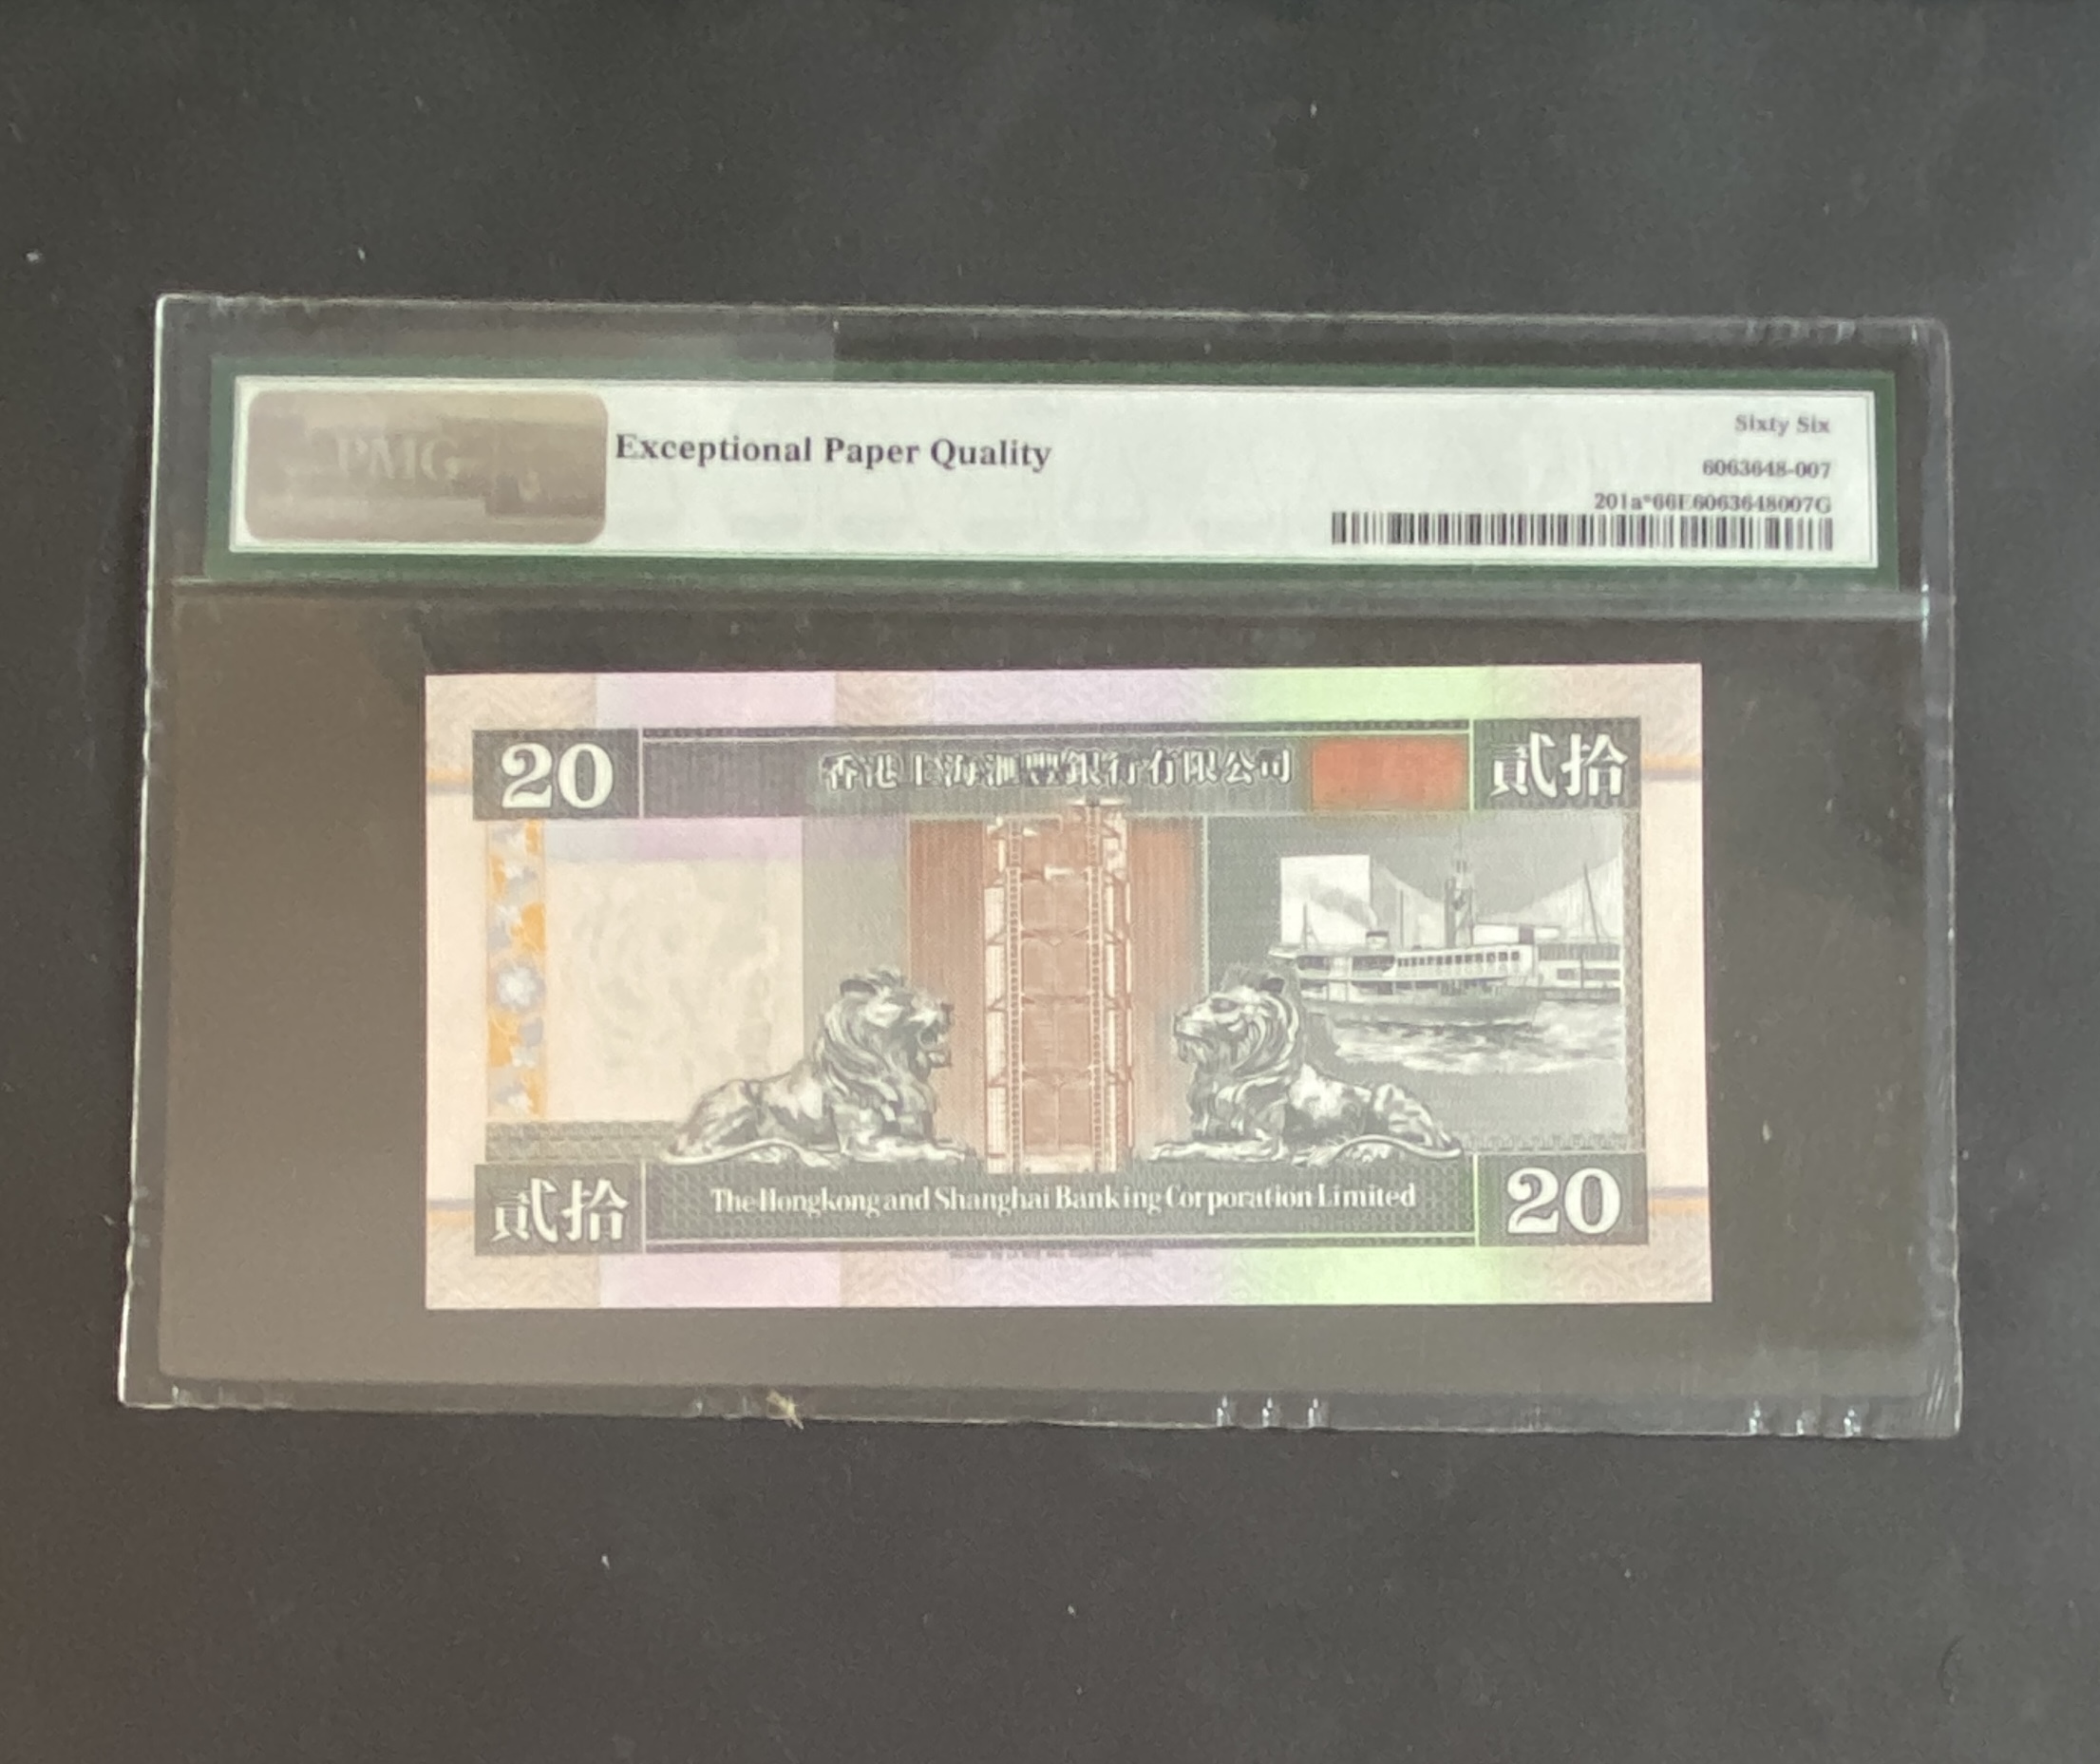 PMG
Exceptional Paper Quality
Sixty Six
6063648-007
201a*66E6063648007G
20
香港上海滙豐銀行有限公司
貳拾
貳拾
The Hongkong and Shanghai Banking Corporation Limited
20